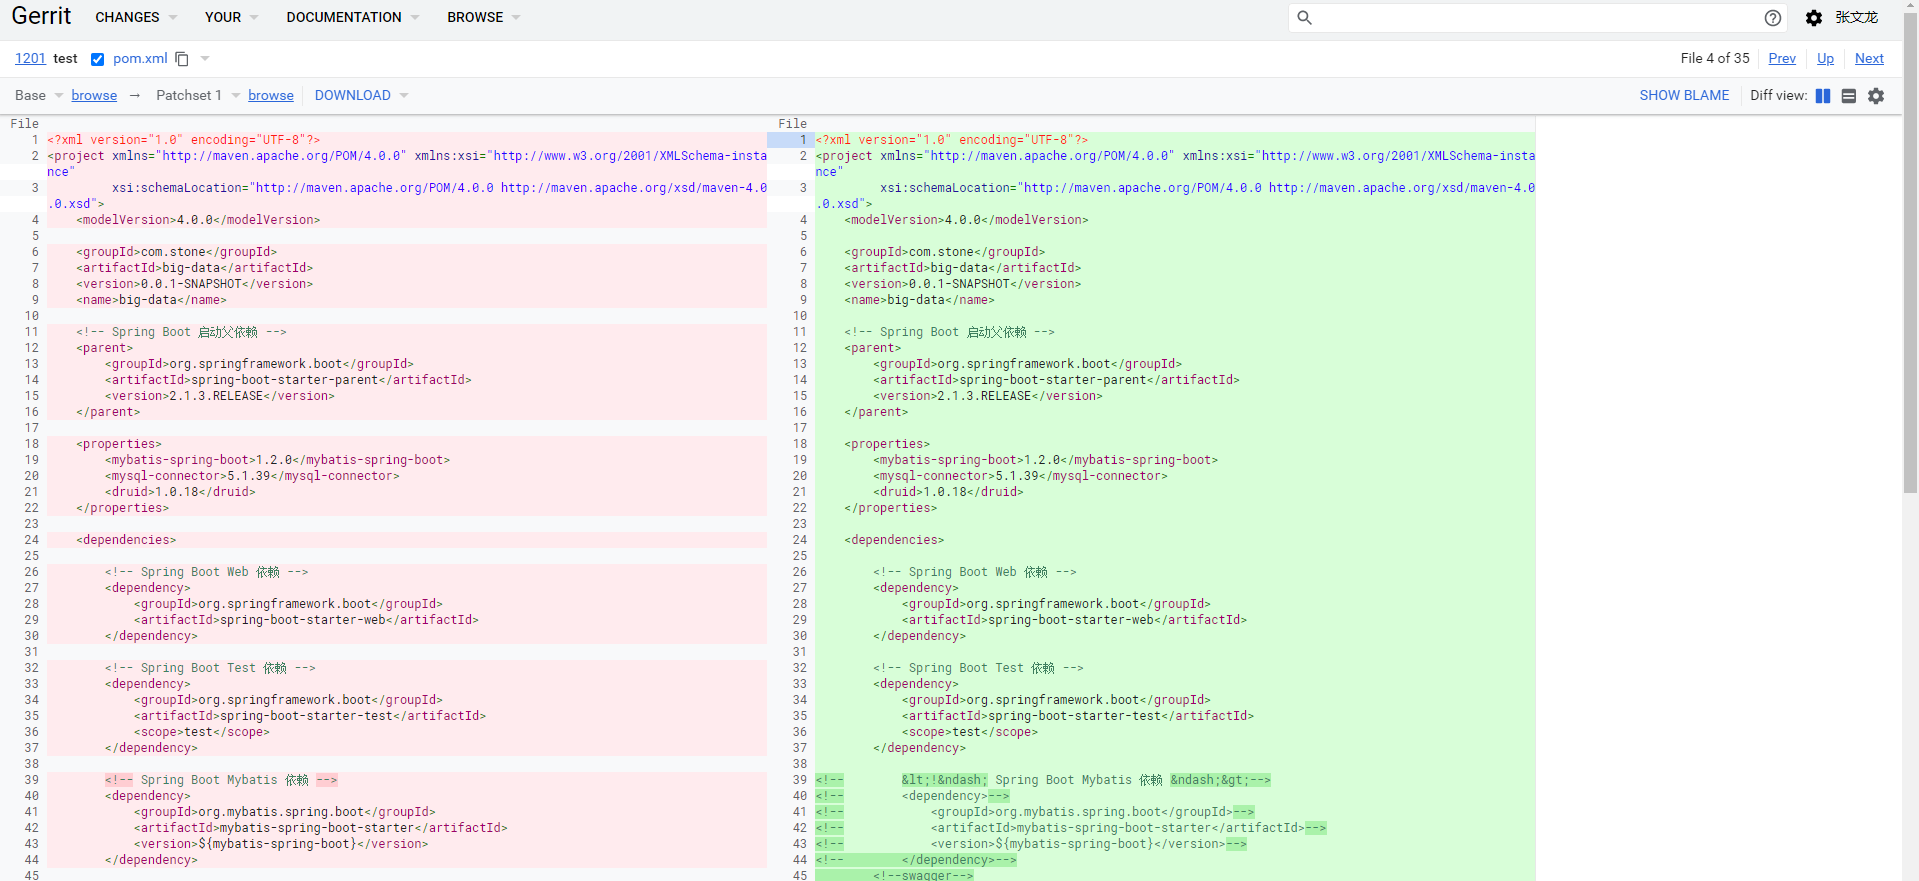 Gerrit CHANGES YOUR DOCUMENTATION BROWSE 张文龙
1201 test pom.xml File 4 of 35 Prev Up Next
Base browse → Patchset 1 browse DOWNLOAD SHOW BLAME Diff view:
File
1 <?xml version="1.0" encoding="UTF-8"?>
2 <project xmlns="http://maven.apache.org/POM/4.0.0" xmlns:xsi="http://www.w3.org/2001/XMLSchema-insta
nce"
3         xsi:schemaLocation="http://maven.apache.org/POM/4.0.0 http://maven.apache.org/xsd/maven-4.0
.0.xsd">
4     <modelVersion>4.0.0</modelVersion>
5
6     <groupId>com.stone</groupId>
7     <artifactId>big-data</artifactId>
8     <version>0.0.1-SNAPSHOT</version>
9     <name>big-data</name>
10
11     <!-- Spring Boot 启动父依赖 -->
12     <parent>
13         <groupId>org.springframework.boot</groupId>
14         <artifactId>spring-boot-starter-parent</artifactId>
15         <version>2.1.3.RELEASE</version>
16     </parent>
17
18     <properties>
19         <mybatis-spring-boot>1.2.0</mybatis-spring-boot>
20         <mysql-connector>5.1.39</mysql-connector>
21         <druid>1.0.18</druid>
22     </properties>
23
24     <dependencies>
25
26         <!-- Spring Boot Web 依赖 -->
27         <dependency>
28             <groupId>org.springframework.boot</groupId>
29             <artifactId>spring-boot-starter-web</artifactId>
30         </dependency>
31
32         <!-- Spring Boot Test 依赖 -->
33         <dependency>
34             <groupId>org.springframework.boot</groupId>
35             <artifactId>spring-boot-starter-test</artifactId>
36             <scope>test</scope>
37         </dependency>
38
39         <!-- Spring Boot Mybatis 依赖 -->
40         <dependency>
41             <groupId>org.mybatis.spring.boot</groupId>
42             <artifactId>mybatis-spring-boot-starter</artifactId>
43             <version>${mybatis-spring-boot}</version>
44         </dependency>
45
File
1 <?xml version="1.0" encoding="UTF-8"?>
2 <project xmlns="http://maven.apache.org/POM/4.0.0" xmlns:xsi="http://www.w3.org/2001/XMLSchema-insta
nce"
3         xsi:schemaLocation="http://maven.apache.org/POM/4.0.0 http://maven.apache.org/xsd/maven-4.0
.0.xsd">
4     <modelVersion>4.0.0</modelVersion>
5
6     <groupId>com.stone</groupId>
7     <artifactId>big-data</artifactId>
8     <version>0.0.1-SNAPSHOT</version>
9     <name>big-data</name>
10
11     <!-- Spring Boot 启动父依赖 -->
12     <parent>
13         <groupId>org.springframework.boot</groupId>
14         <artifactId>spring-boot-starter-parent</artifactId>
15         <version>2.1.3.RELEASE</version>
16     </parent>
17
18     <properties>
19         <mybatis-spring-boot>1.2.0</mybatis-spring-boot>
20         <mysql-connector>5.1.39</mysql-connector>
21         <druid>1.0.18</druid>
22     </properties>
23
24     <dependencies>
25
26         <!-- Spring Boot Web 依赖 -->
27         <dependency>
28             <groupId>org.springframework.boot</groupId>
29             <artifactId>spring-boot-starter-web</artifactId>
30         </dependency>
31
32         <!-- Spring Boot Test 依赖 -->
33         <dependency>
34             <groupId>org.springframework.boot</groupId>
35             <artifactId>spring-boot-starter-test</artifactId>
36             <scope>test</scope>
37         </dependency>
38
39 <!--        &lt;!&ndash; Spring Boot Mybatis 依赖 &ndash;&gt;-->
40 <!--        <dependency>-->
41 <!--            <groupId>org.mybatis.spring.boot</groupId>-->
42 <!--            <artifactId>mybatis-spring-boot-starter</artifactId>-->
43 <!--            <version>${mybatis-spring-boot}</version>-->
44 <!--        </dependency>-->
45         <!--swagger-->